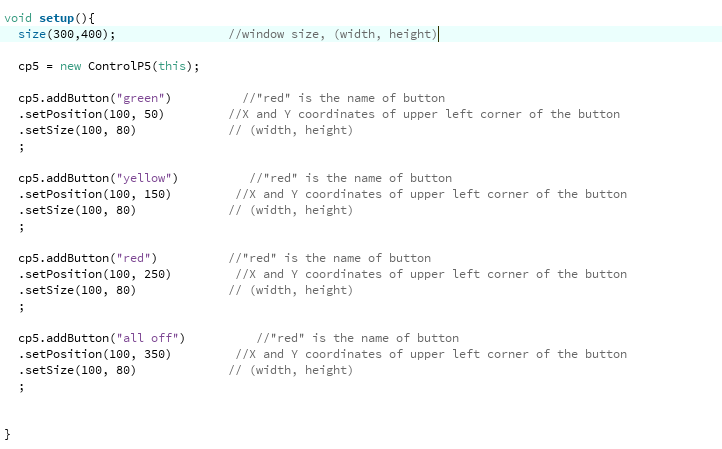 void setup(){
size(300,400); //window size, (width, height)
cp5 = new ControlP5(this);
cp5.addButton("green") //"red" is the name of button
.setPosition(100, 50) //X and Y coordinates of upper left corner of the button
.setSize(100, 80) // (width, height)
;
cp5.addButton("yellow") //"red" is the name of button
.setPosition(100, 150) //X and Y coordinates of upper left corner of the button
.setSize(100, 80) // (width, height)
;
cp5.addButton("red") //"red" is the name of button
.setPosition(100, 250) //X and Y coordinates of upper left corner of the button
.setSize(100, 80) // (width, height)
;
cp5.addButton("all off") //"red" is the name of button
.setPosition(100, 350) //X and Y coordinates of upper left corner of the button
.setSize(100, 80) // (width, height)
;
}